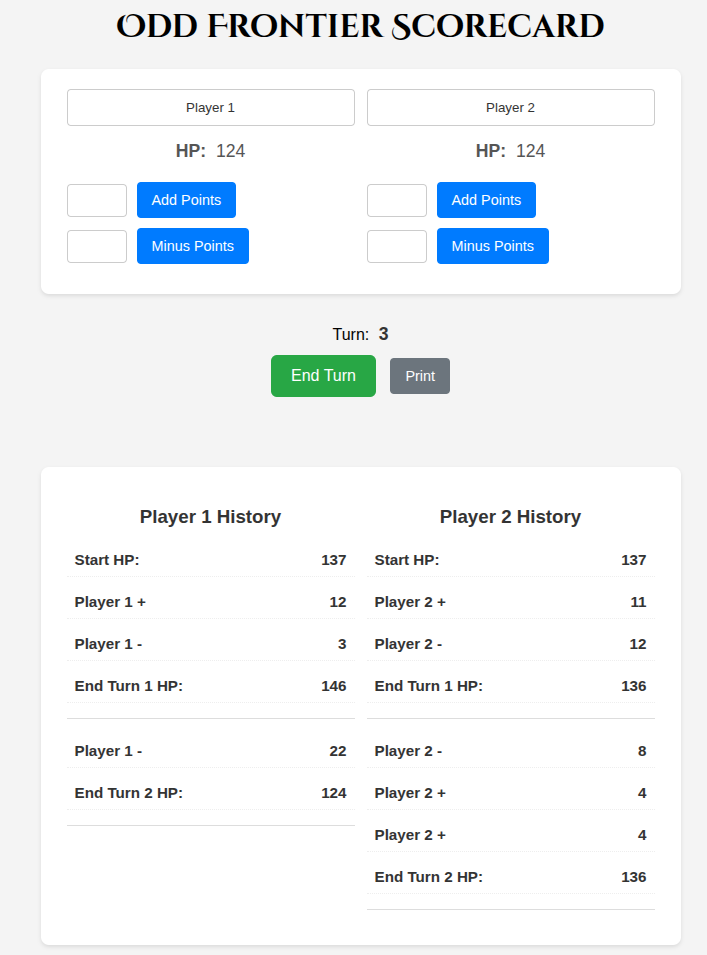 Odd Frontier Scorecard
Player 1
Player 2
HP: 124
HP: 124
Add Points
Add Points
Minus Points
Minus Points
Turn: 3
End Turn
Print
Player 1 History
Start HP: 137
Player 1 + 12
Player 1 - 3
End Turn 1 HP: 146
Player 1 - 22
End Turn 2 HP: 124
Player 2 History
Start HP: 137
Player 2 + 11
Player 2 - 12
End Turn 1 HP: 136
Player 2 - 8
Player 2 + 4
Player 2 + 4
End Turn 2 HP: 136